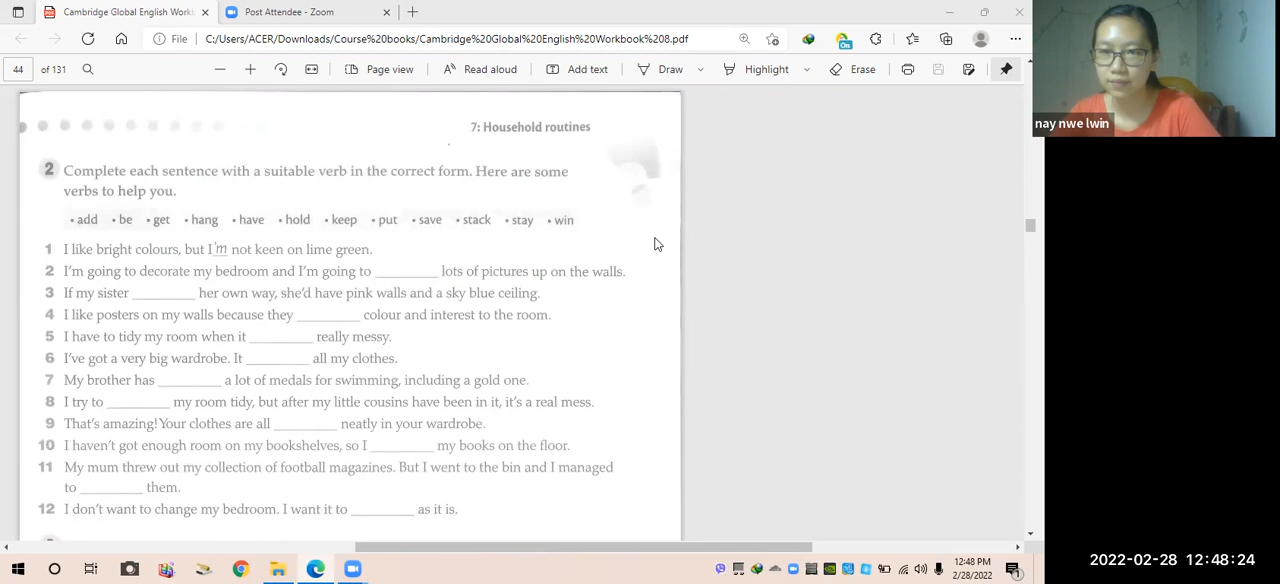 Cambridge Global English Work
Post Attendee - Zoom
File
C:/Users/ACER/Downloads/Course%20books/Cambridge%20Global%20English%20Workbook%208.pdf
On
44 of 131
Page view
Read aloud
Add text
Draw
Highlight
Erase
nay nwe lwin
7: Household routines
2 Complete each sentence with a suitable verb in the correct form. Here are some
verbs to help you.
• add • be • get • hang • have • hold • keep • put • save • stack • stay • win
1 I like bright colours, but I'm not keen on lime green.
2 I'm going to decorate my bedroom and I'm going to ________ lots of pictures up on the walls.
3 If my sister ________ her own way, she'd have pink walls and a sky blue ceiling.
4 I like posters on my walls because they ________ colour and interest to the room.
5 I have to tidy my room when it ________ really messy.
6 I've got a very big wardrobe. It ________ all my clothes.
7 My brother has ________ a lot of medals for swimming, including a gold one.
8 I try to ________ my room tidy, but after my little cousins have been in it, it's a real mess.
9 That's amazing! Your clothes are all ________ neatly in your wardrobe.
10 I haven't got enough room on my bookshelves, so I ________ my books on the floor.
11 My mum threw out my collection of football magazines. But I went to the bin and I managed
to ________ them.
12 I don't want to change my bedroom. I want it to ________ as it is.
12:48 PM
2/28/2022
2022-02-28 12:48:24